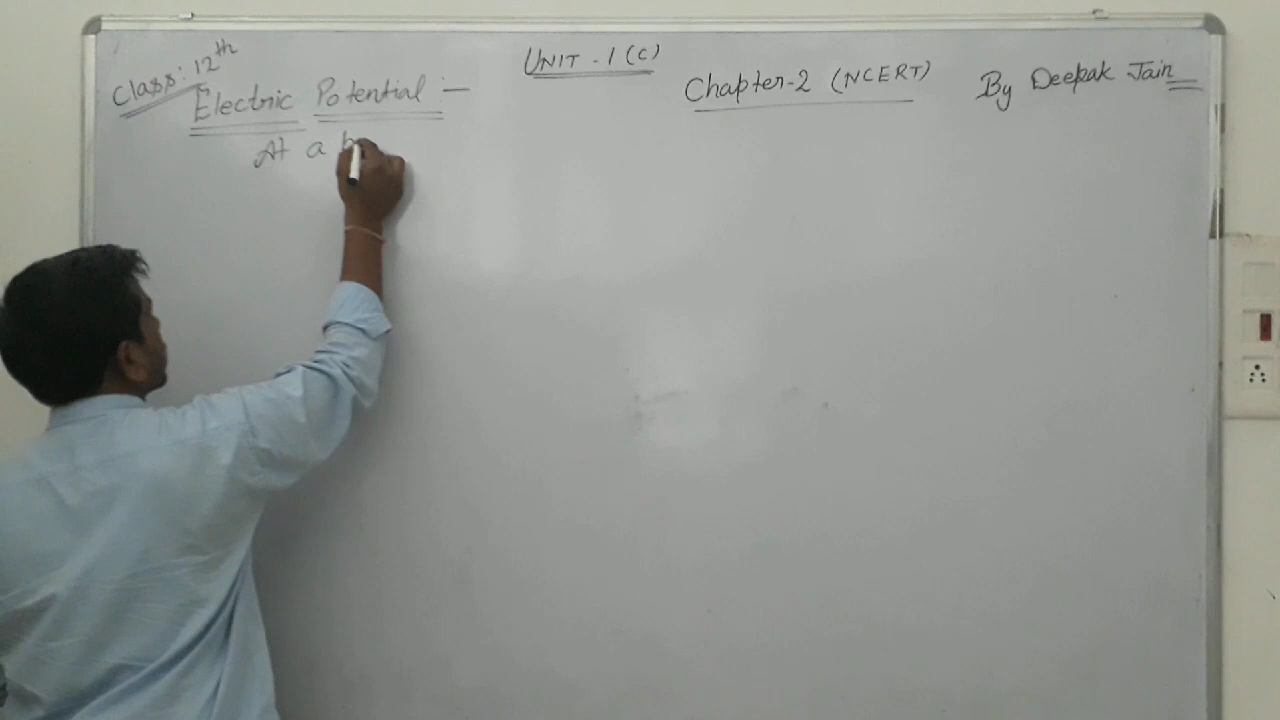 UNIT - 1 (C)
Class: 12th
Electric Potential :-
Chapter-2 (NCERT)
By Deepak Jain
At a